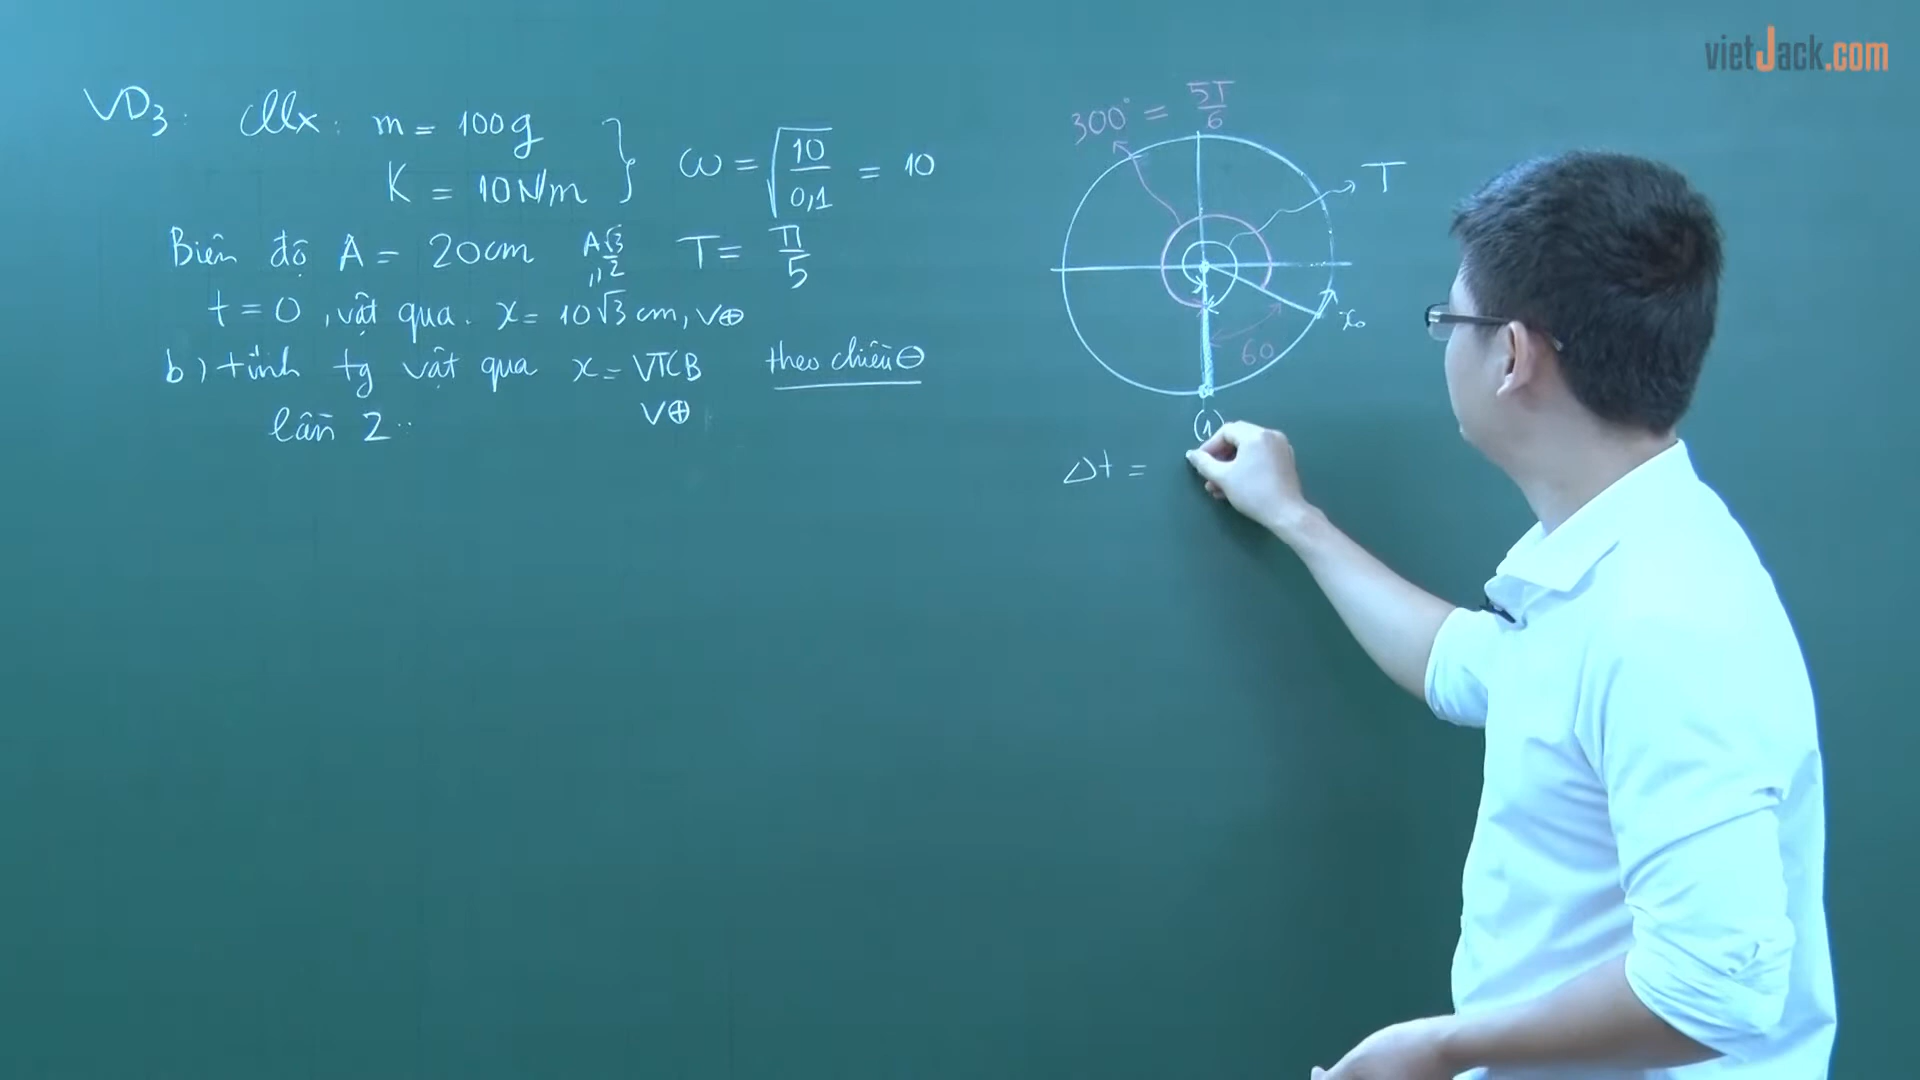 VD3: Cllx: m = 100g
K = 10N/m
ω = √(10/0,1) = 10
Biên độ A = 20cm
A√3/2
"
T = π/5
t = 0, vật qua. x = 10√3 cm, v⊕
b) tính tg vật qua x = VTCB theo chiều ⊖
v⊕
lần 2
300° = 5T/6
T
x₀
60
(1)
Δt =
vietJack.com